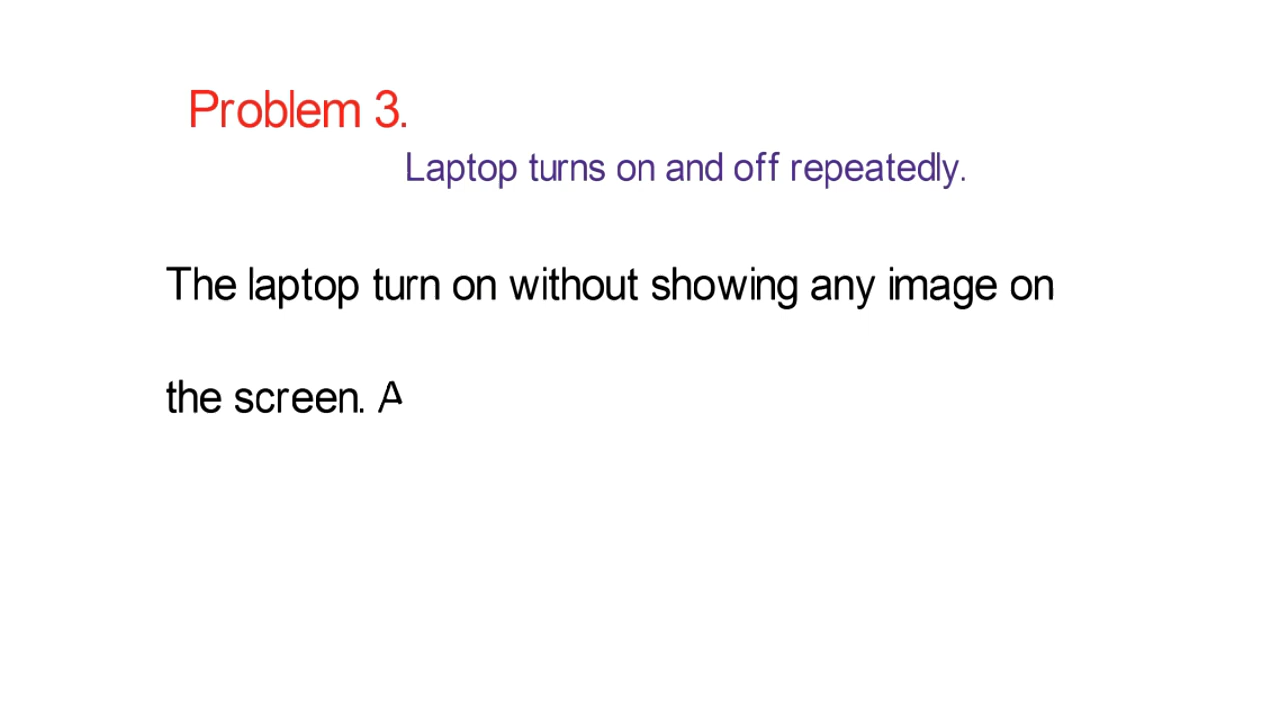 Problem 3.
Laptop turns on and off repeatedly.
The laptop turn on without showing any image on
the screen. A